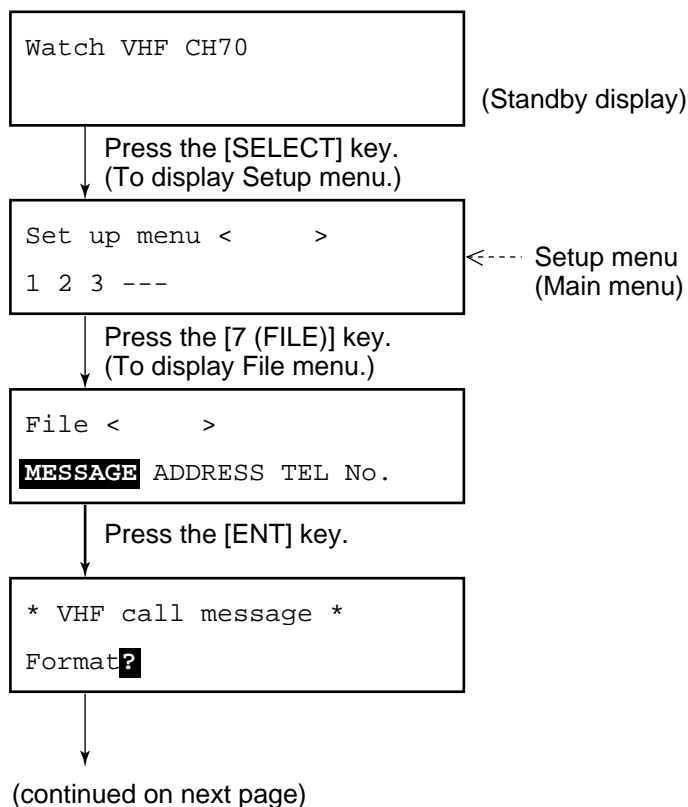 Watch VHF CH70
(Standby display)
Press the [SELECT] key.
(To display Setup menu.)
Set up menu <      >
1 2 3 ---
Setup menu
(Main menu)
Press the [7 (FILE)] key.
(To display File menu.)
File <      >
MESSAGE ADDRESS TEL No.
Press the [ENT] key.
* VHF call message *
Format?
(continued on next page)